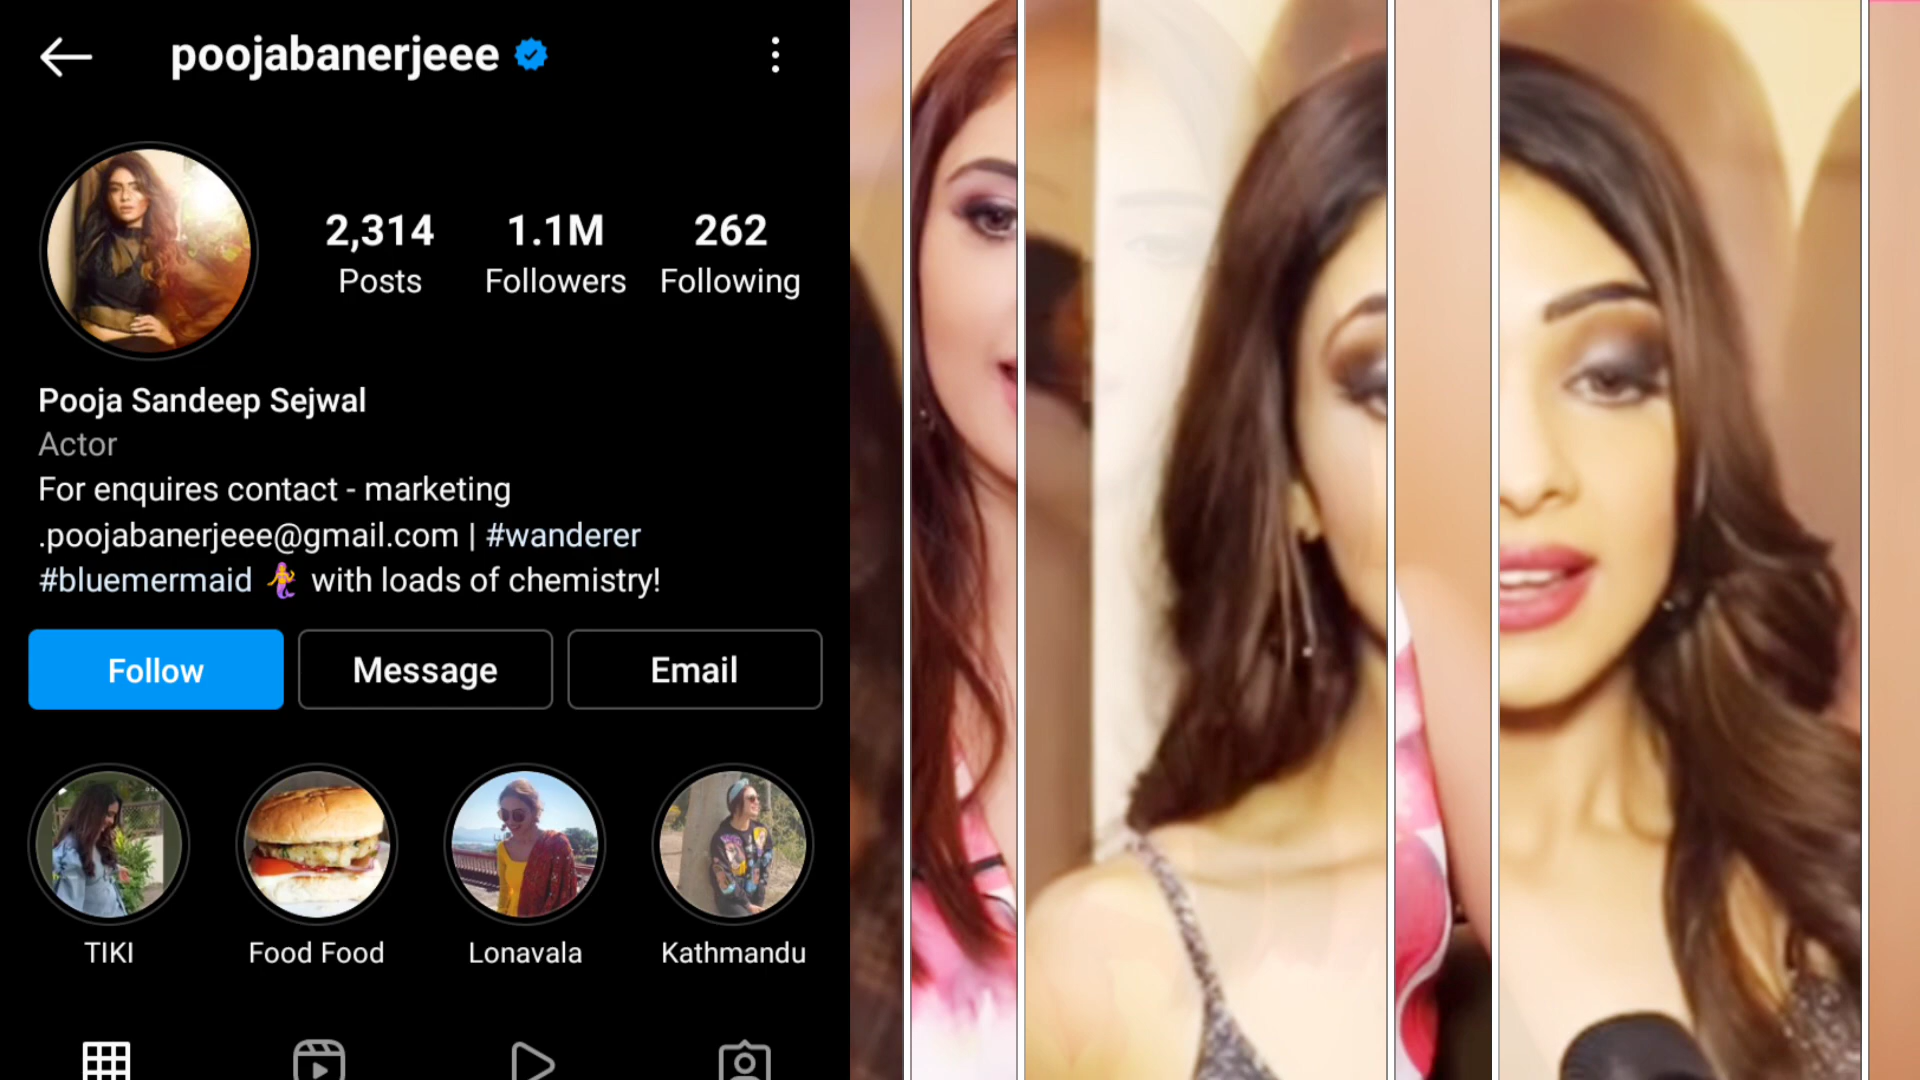 poojabanerjeee
2,314 1.1M 262
Posts Followers Following
Pooja Sandeep Sejwal
Actor
For enquires contact - marketing
.poojabanerjeee@gmail.com | #wanderer
#bluemermaid 🧜‍♀️ with loads of chemistry!
Follow Message Email
TIKI Food Food Lonavala Kathmandu